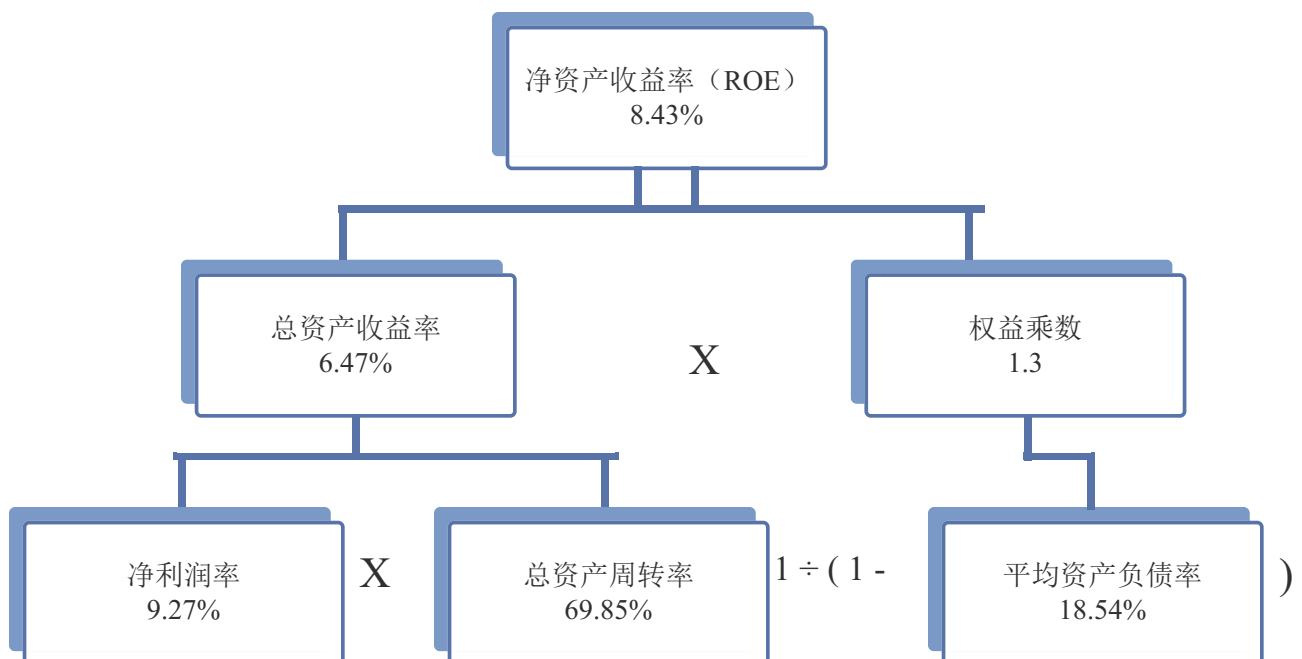 净资产收益率（ROE）
8.43%
总资产收益率
6.47%
X
权益乘数
1.3
净利润率
9.27%
X
总资产周转率
69.85%
1 ÷ ( 1 -
平均资产负债率
18.54%
)